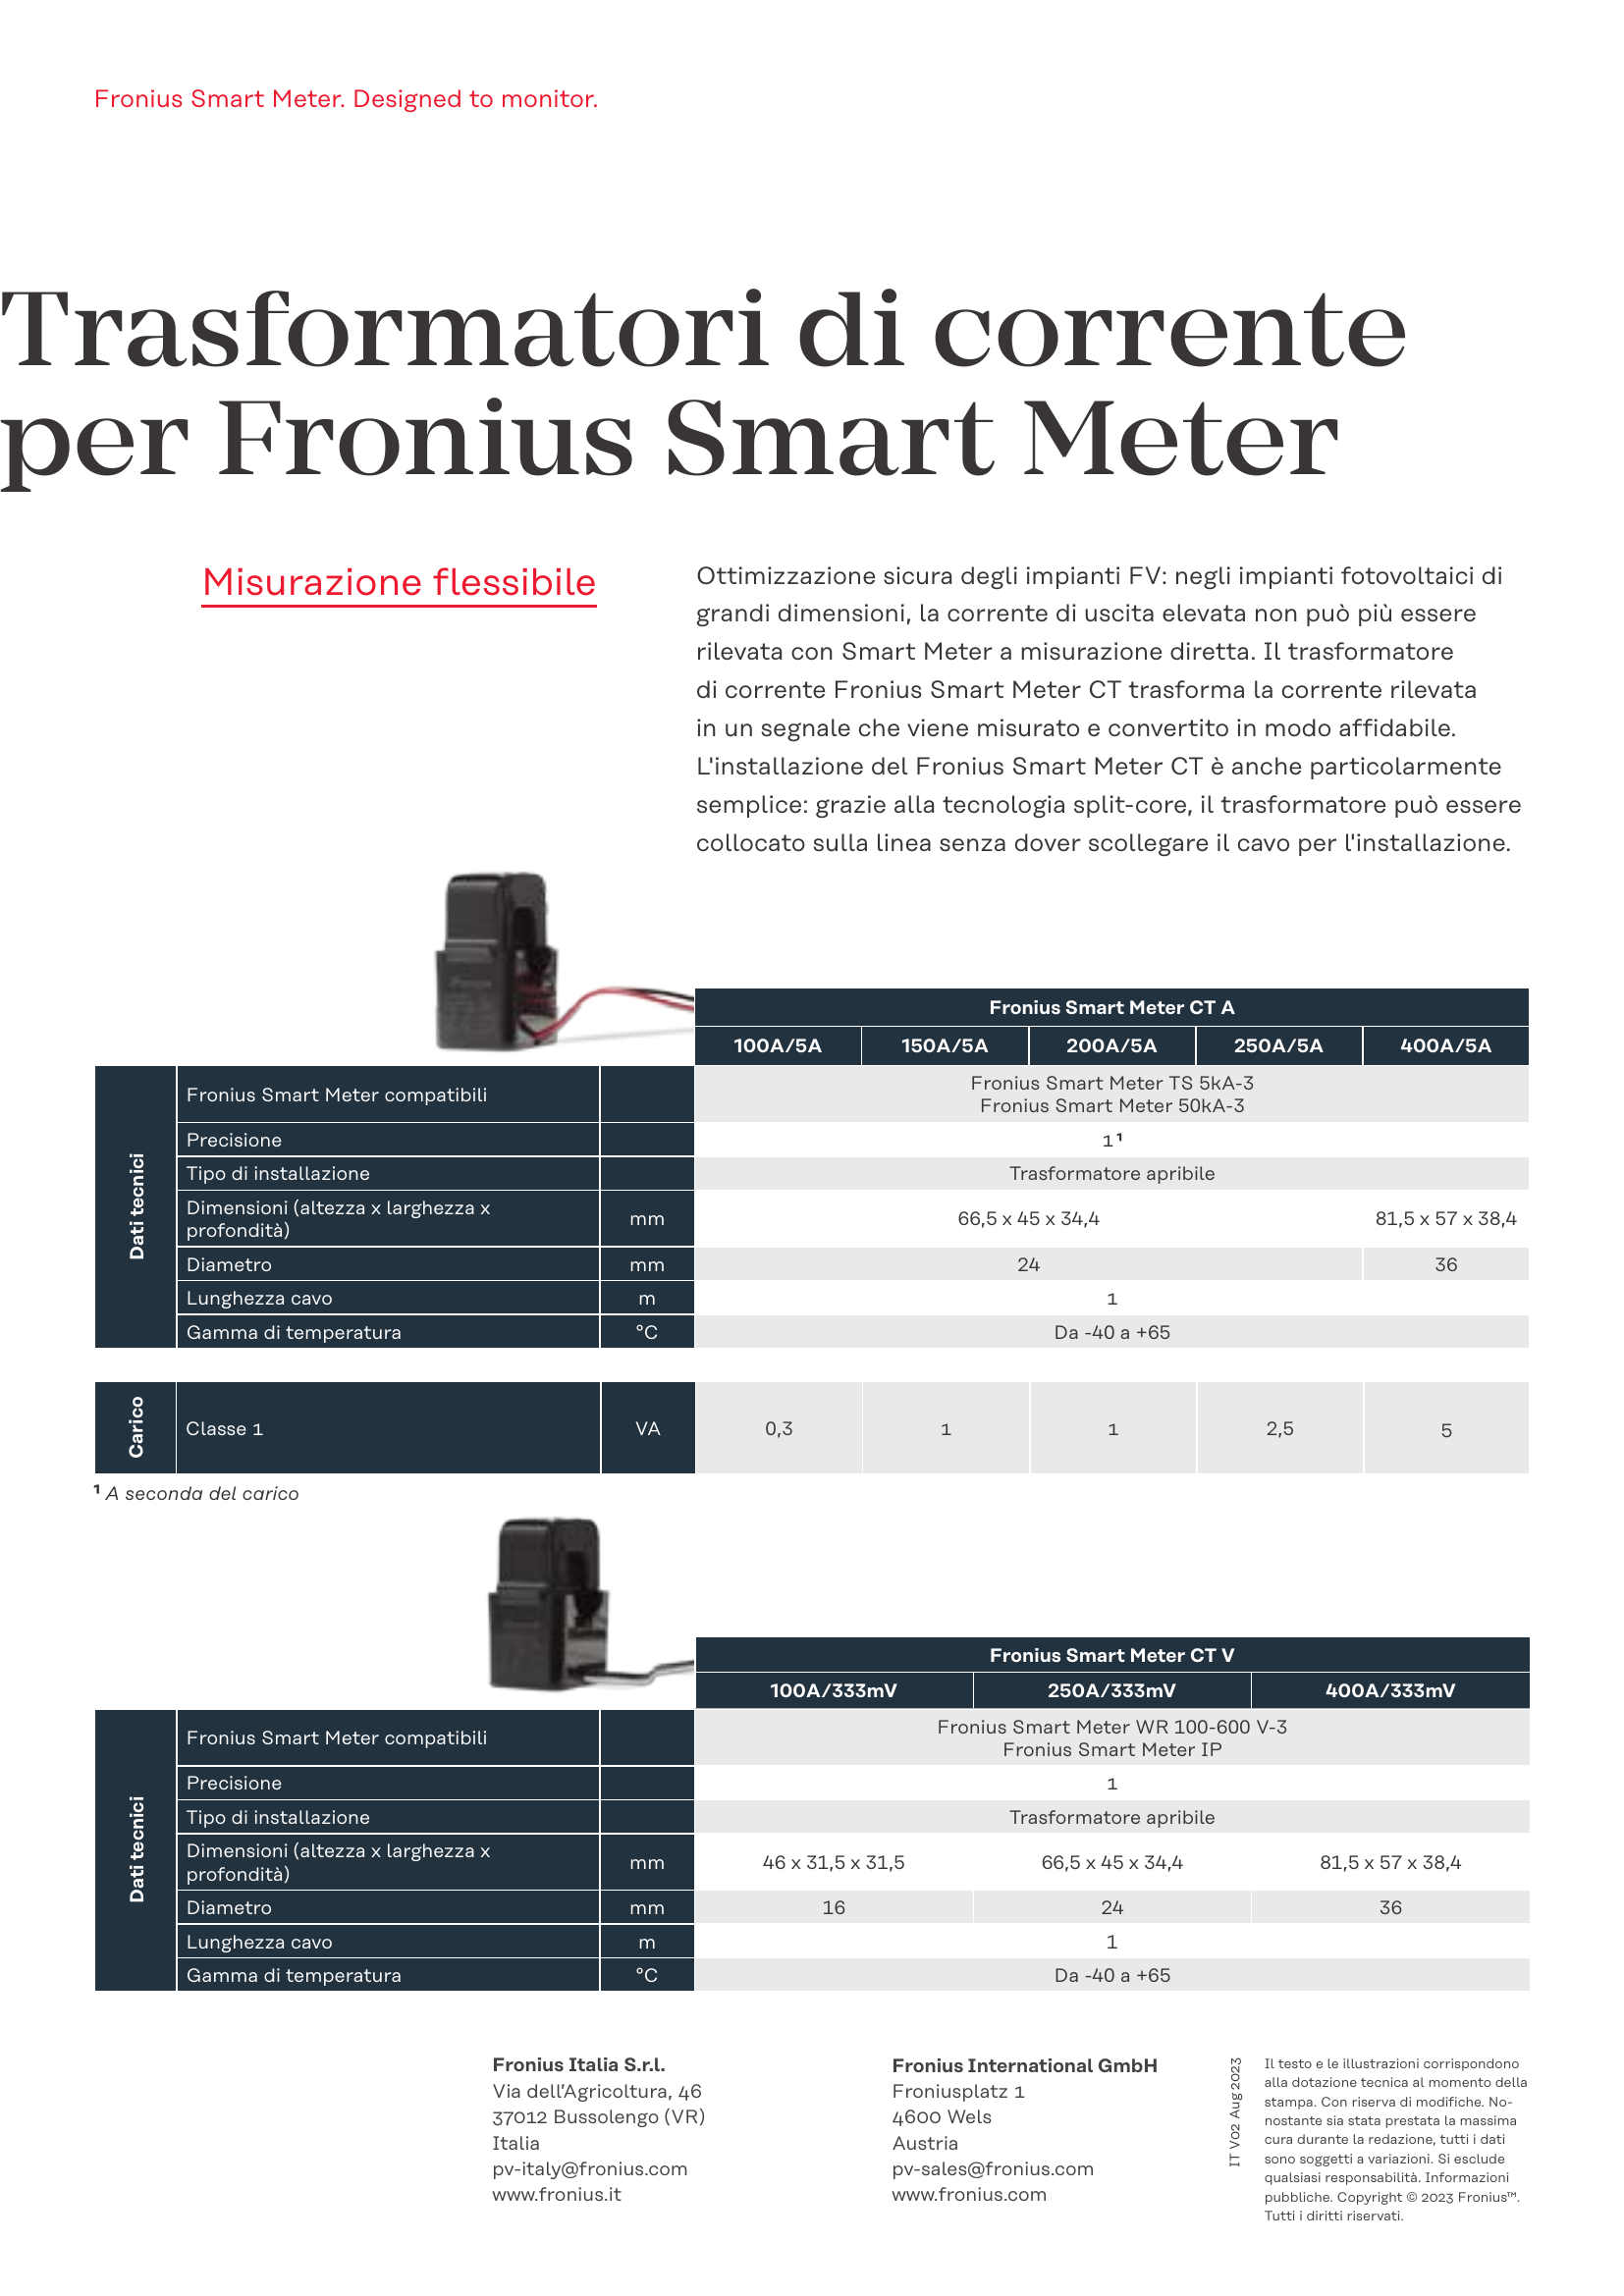 Fronius Smart Meter. Designed to monitor.
Trasformatori di corrente
per Fronius Smart Meter
Misurazione flessibile
Ottimizzazione sicura degli impianti FV: negli impianti fotovoltaici di
grandi dimensioni, la corrente di uscita elevata non può più essere
rilevata con Smart Meter a misurazione diretta. Il trasformatore
di corrente Fronius Smart Meter CT trasforma la corrente rilevata
in un segnale che viene misurato e convertito in modo affidabile.
L'installazione del Fronius Smart Meter CT è anche particolarmente
semplice: grazie alla tecnologia split-core, il trasformatore può essere
collocato sulla linea senza dover scollegare il cavo per l'installazione.
Fronius Smart Meter CT A
100A/5A 150A/5A 200A/5A 250A/5A 400A/5A
Dati tecnici
Fronius Smart Meter compatibili Fronius Smart Meter TS 5kA-3
Fronius Smart Meter 50kA-3
Precisione 1 ¹
Tipo di installazione Trasformatore apribile
Dimensioni (altezza x larghezza x
profondità) mm 66,5 x 45 x 34,4 81,5 x 57 x 38,4
Diametro mm 24 36
Lunghezza cavo m 1
Gamma di temperatura °C Da -40 a +65
Carico
Classe 1 VA 0,3 1 1 2,5 5
¹ A seconda del carico
Fronius Smart Meter CT V
100A/333mV 250A/333mV 400A/333mV
Dati tecnici
Fronius Smart Meter compatibili Fronius Smart Meter WR 100-600 V-3
Fronius Smart Meter IP
Precisione 1
Tipo di installazione Trasformatore apribile
Dimensioni (altezza x larghezza x
profondità) mm 46 x 31,5 x 31,5 66,5 x 45 x 34,4 81,5 x 57 x 38,4
Diametro mm 16 24 36
Lunghezza cavo m 1
Gamma di temperatura °C Da -40 a +65
Fronius Italia S.r.l.
Via dell’Agricoltura, 46
37012 Bussolengo (VR)
Italia
pv-italy@fronius.com
www.fronius.it
Fronius International GmbH
Froniusplatz 1
4600 Wels
Austria
pv-sales@fronius.com
www.fronius.com
IT V02 Aug 2023
Il testo e le illustrazioni corrispondono
alla dotazione tecnica al momento della
stampa. Con riserva di modifiche. No-
nostante sia stata prestata la massima
cura durante la redazione, tutti i dati
sono soggetti a variazioni. Si esclude
qualsiasi responsabilità. Informazioni
pubbliche. Copyright © 2023 Fronius™.
Tutti i diritti riservati.